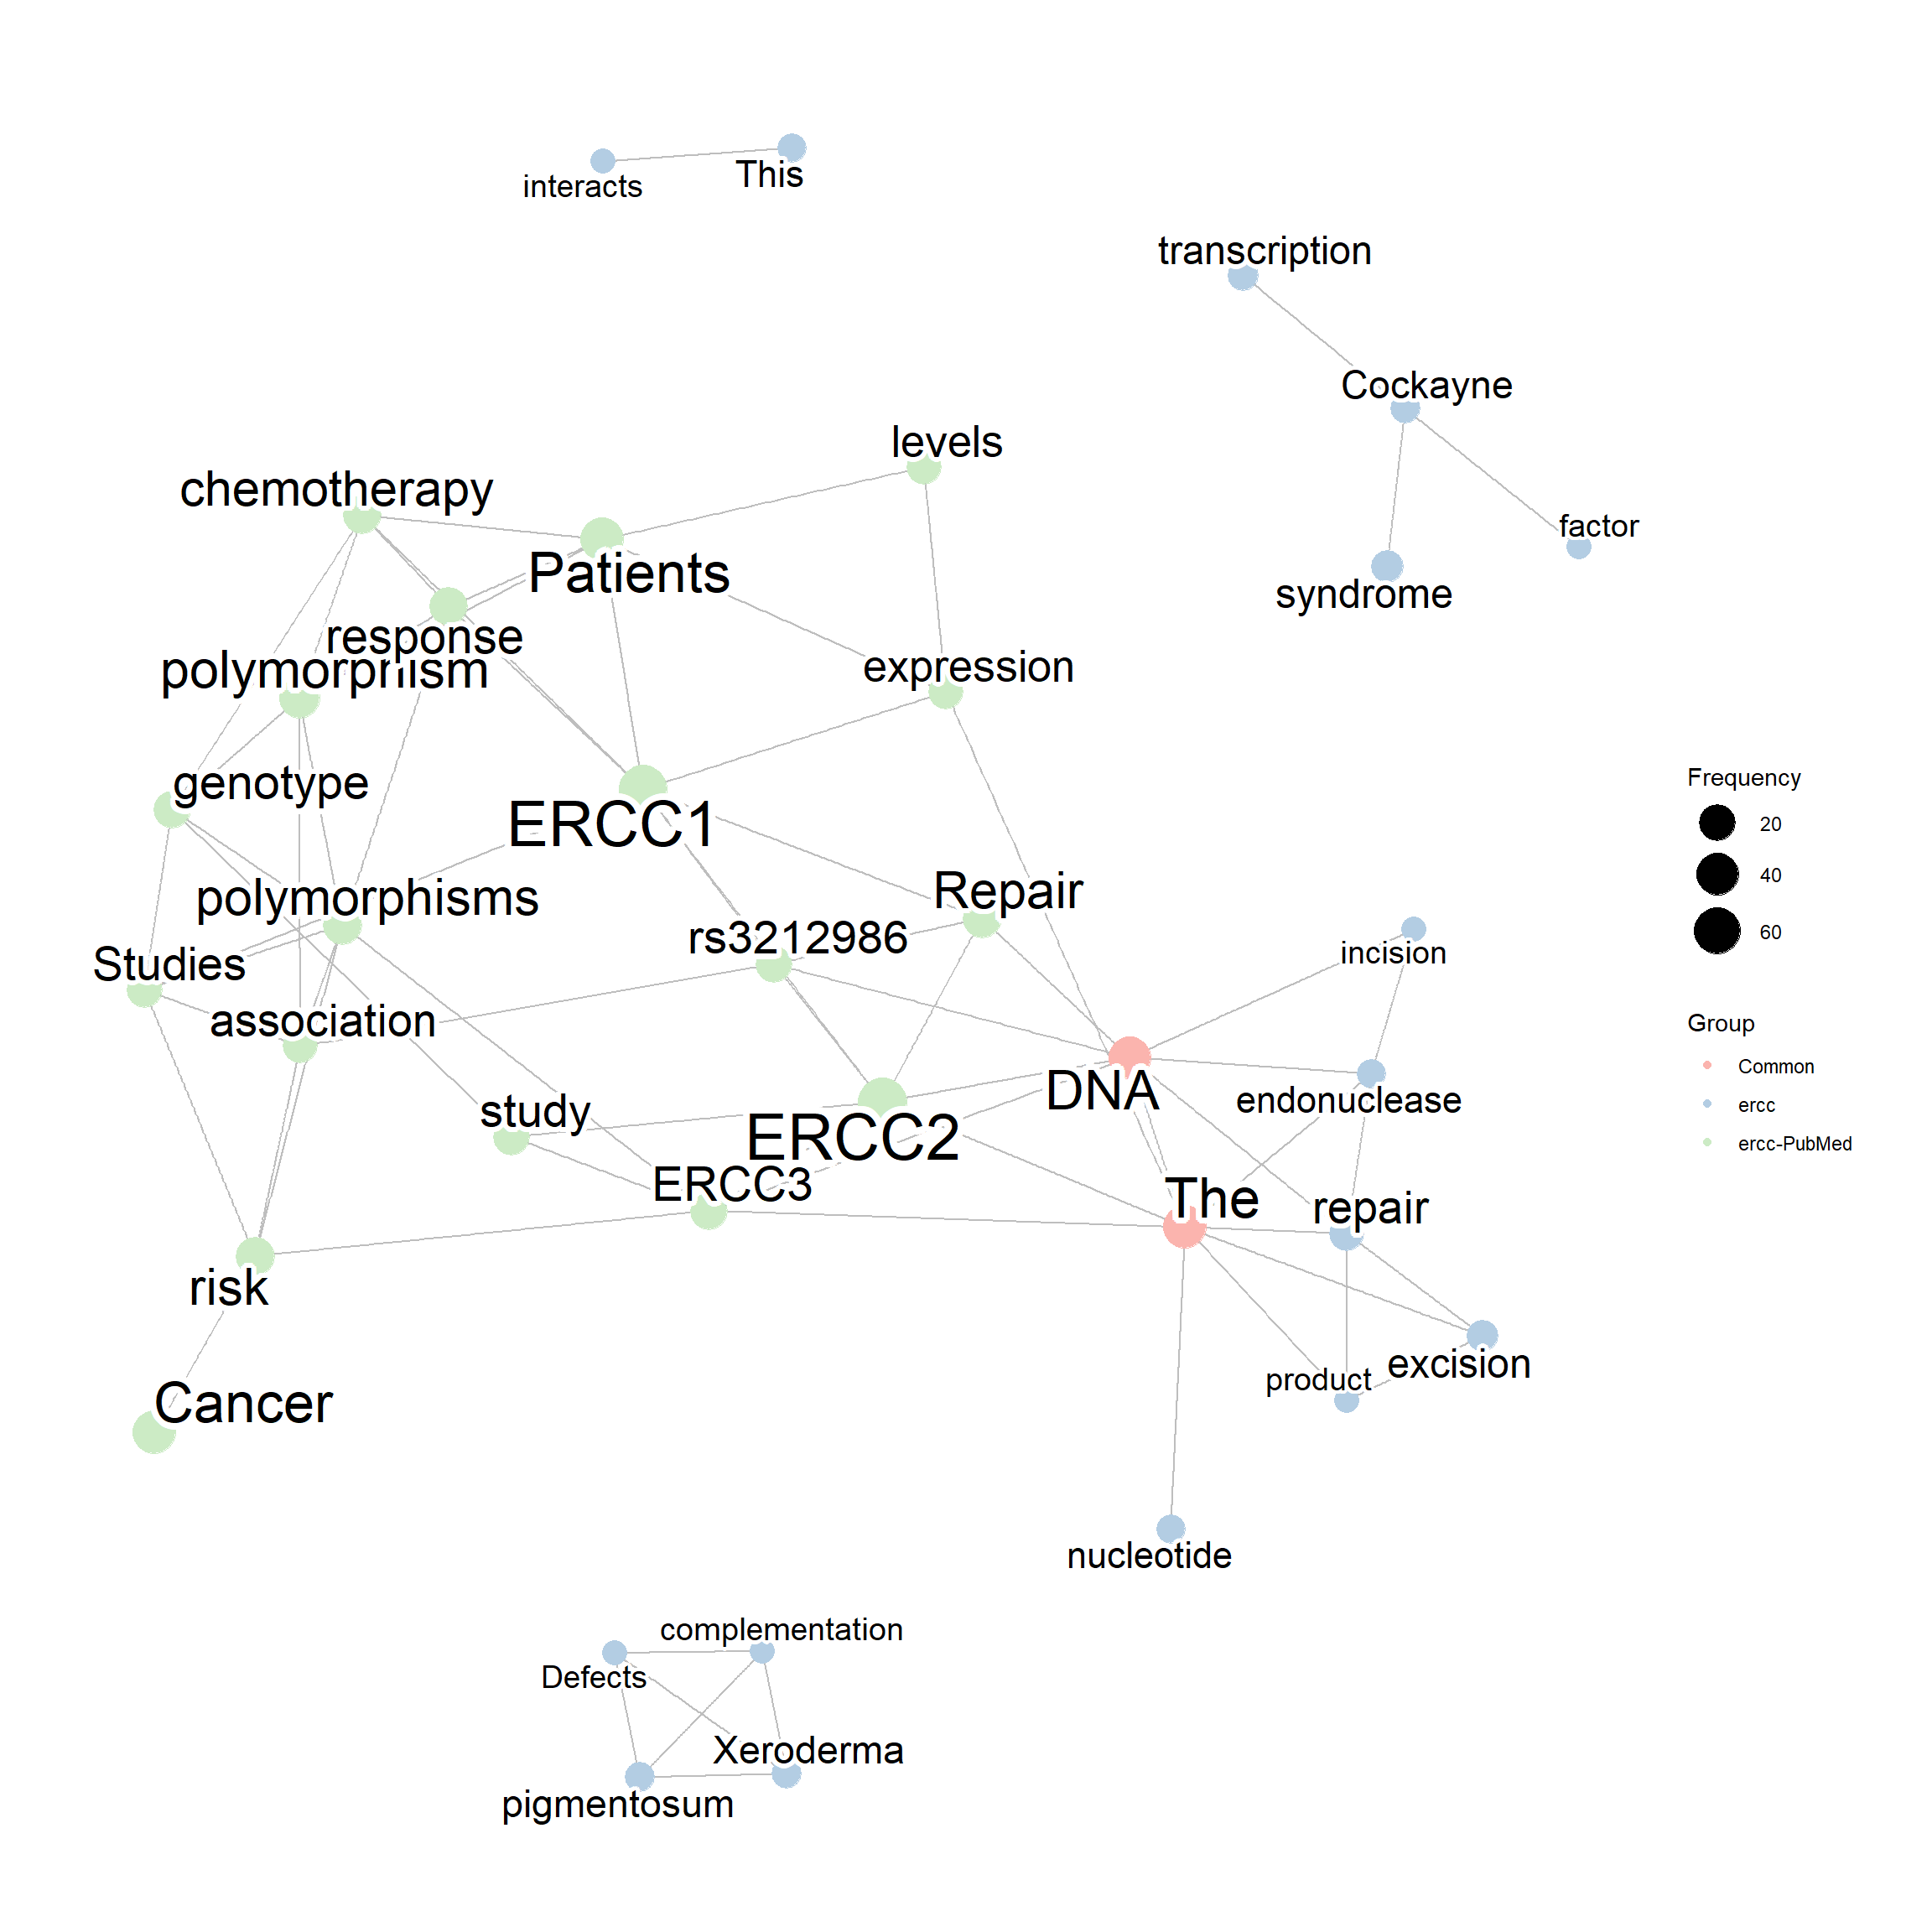 This
interacts
transcription
Cockayne
levels
chemotherapy
factor
Patients
syndrome
response
polymorphism
expression
genotype
ERCC1
Repair
polymorphisms
rs3212986
incision
Studies
association
DNA
endonuclease
study
ERCC2
ERCC3
The
repair
risk
product
excision
Cancer
nucleotide
complementation
Defects
Xeroderma
pigmentosum
Frequency
20
40
60
Group
Common
ercc
ercc-PubMed